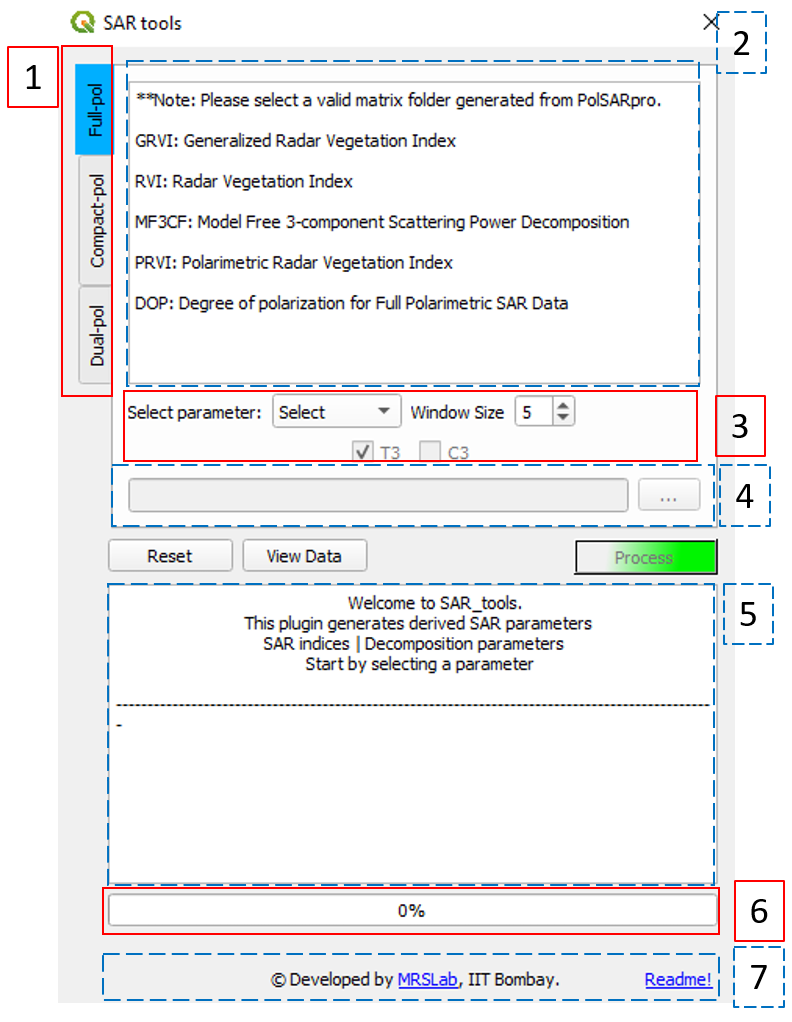 SAR tools
2
1
Full-pol
Compact-pol
Dual-pol
**Note: Please select a valid matrix folder generated from PolSARpro.
GRVI: Generalized Radar Vegetation Index
RVI: Radar Vegetation Index
MF3CF: Model Free 3-component Scattering Power Decomposition
PRVI: Polarimetric Radar Vegetation Index
DOP: Degree of polarization for Full Polarimetric SAR Data
Select parameter: Select Window Size 5
3
T3 C3
4
...
Reset View Data Process
5
Welcome to SAR_tools.
This plugin generates derived SAR parameters
SAR indices | Decomposition parameters
Start by selecting a parameter
-----------------------------------------------------------------------------------------------
-
0%
6
© Developed by MRSLab, IIT Bombay. Readme!
7